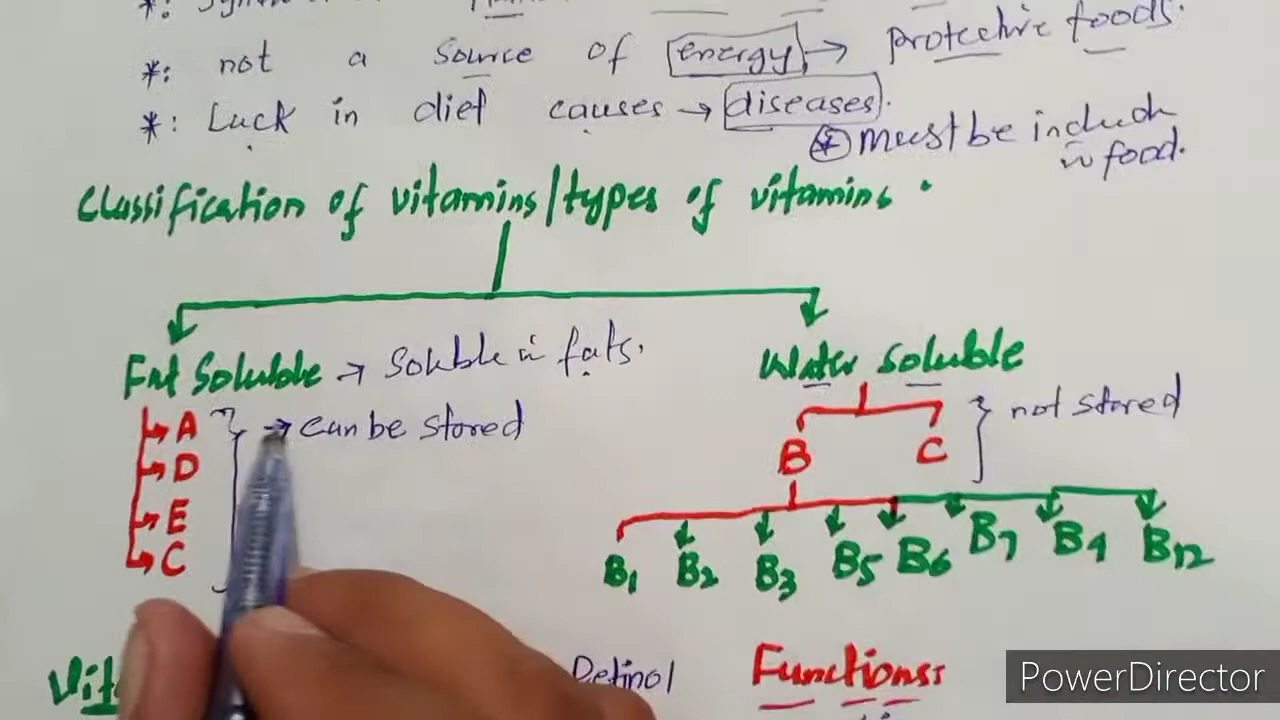 *: not a source of energy → protective foods.
*: Luck in diet causes → diseases.
* must be include in food.
Classification of vitamins/types of vitamins.
Fat Soluble → Soluble in fats.
Water Soluble
A
D
E
C
→ can be stored
B C
not stored
B1 B2 B3 B5 B6 B7 B9 B12
Retinol
Functions:
PowerDirector